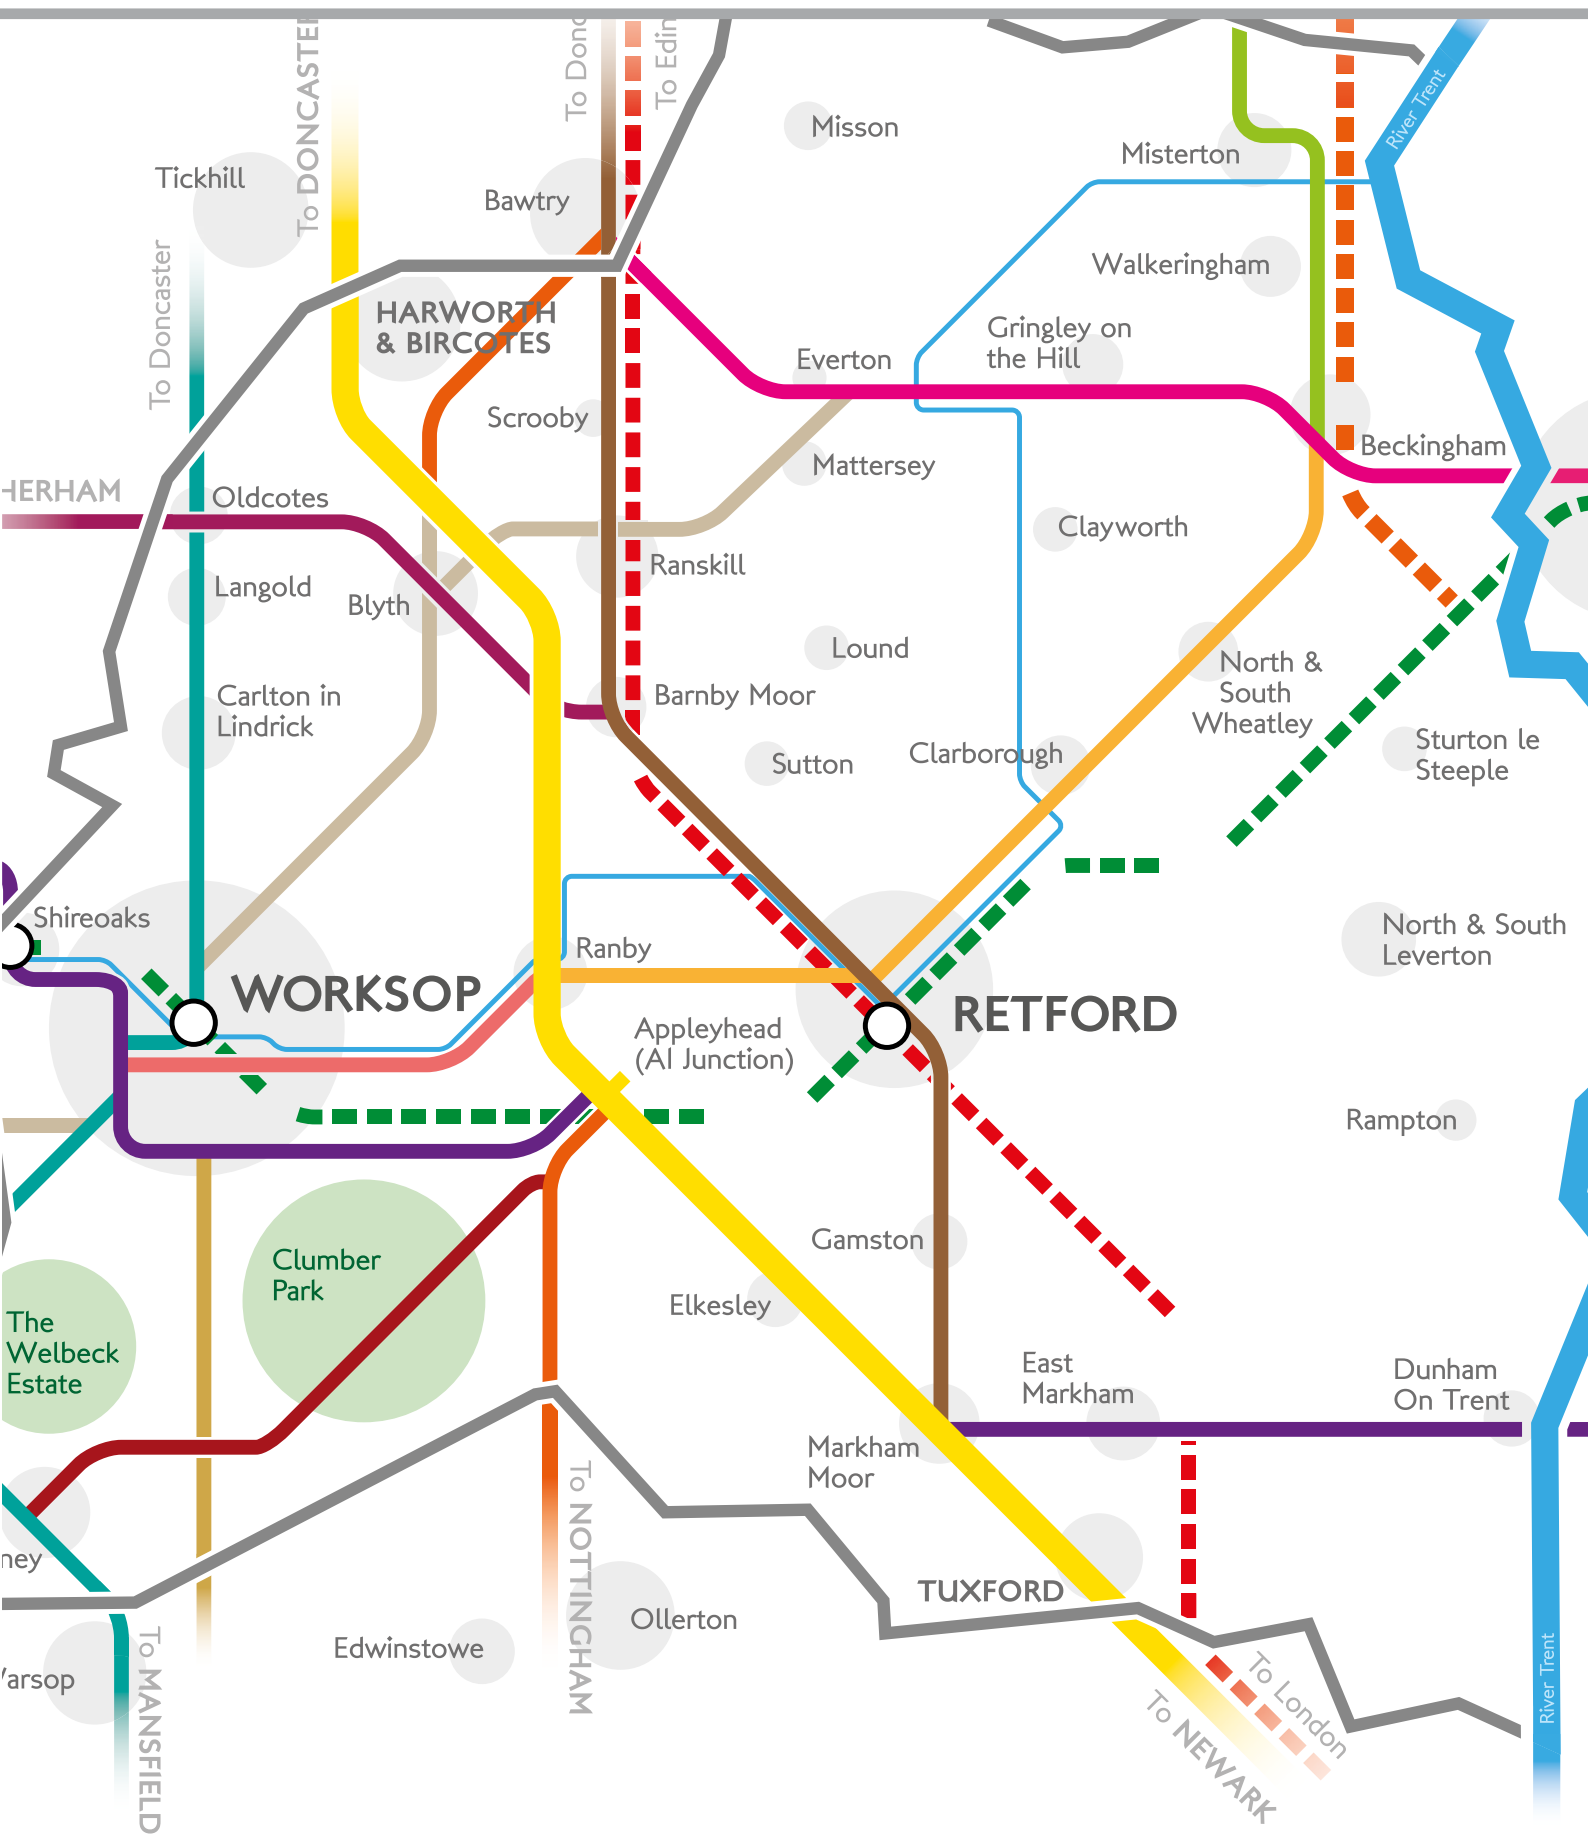 To DONCASTER
To Donc
To Edin
River Trent
Misson
Misterton
Tickhill
Bawtry
To Doncaster
Walkeringham
HARWORTH
& BIRCOTES
Gringley on
the Hill
Everton
Scrooby
Beckingham
Mattersey
HERHAM
Oldcotes
Clayworth
Ranskill
Langold
Blyth
Lound
North &
South
Wheatley
Carlton in
Lindrick
Barnby Moor
Sutton
Clarborough
Sturton le
Steeple
Shireoaks
North & South
Leverton
Ranby
WORKSOP
RETFORD
Appleyhead
(A1 Junction)
Rampton
Gamston
Clumber
Park
Elkesley
The
Welbeck
Estate
East
Markham
Dunham
On Trent
Markham
Moor
ney
To NOTTINGHAM
TUXFORD
Ollerton
Edwinstowe
arsop
To MANSFIELD
To London
To NEWARK
River Trent